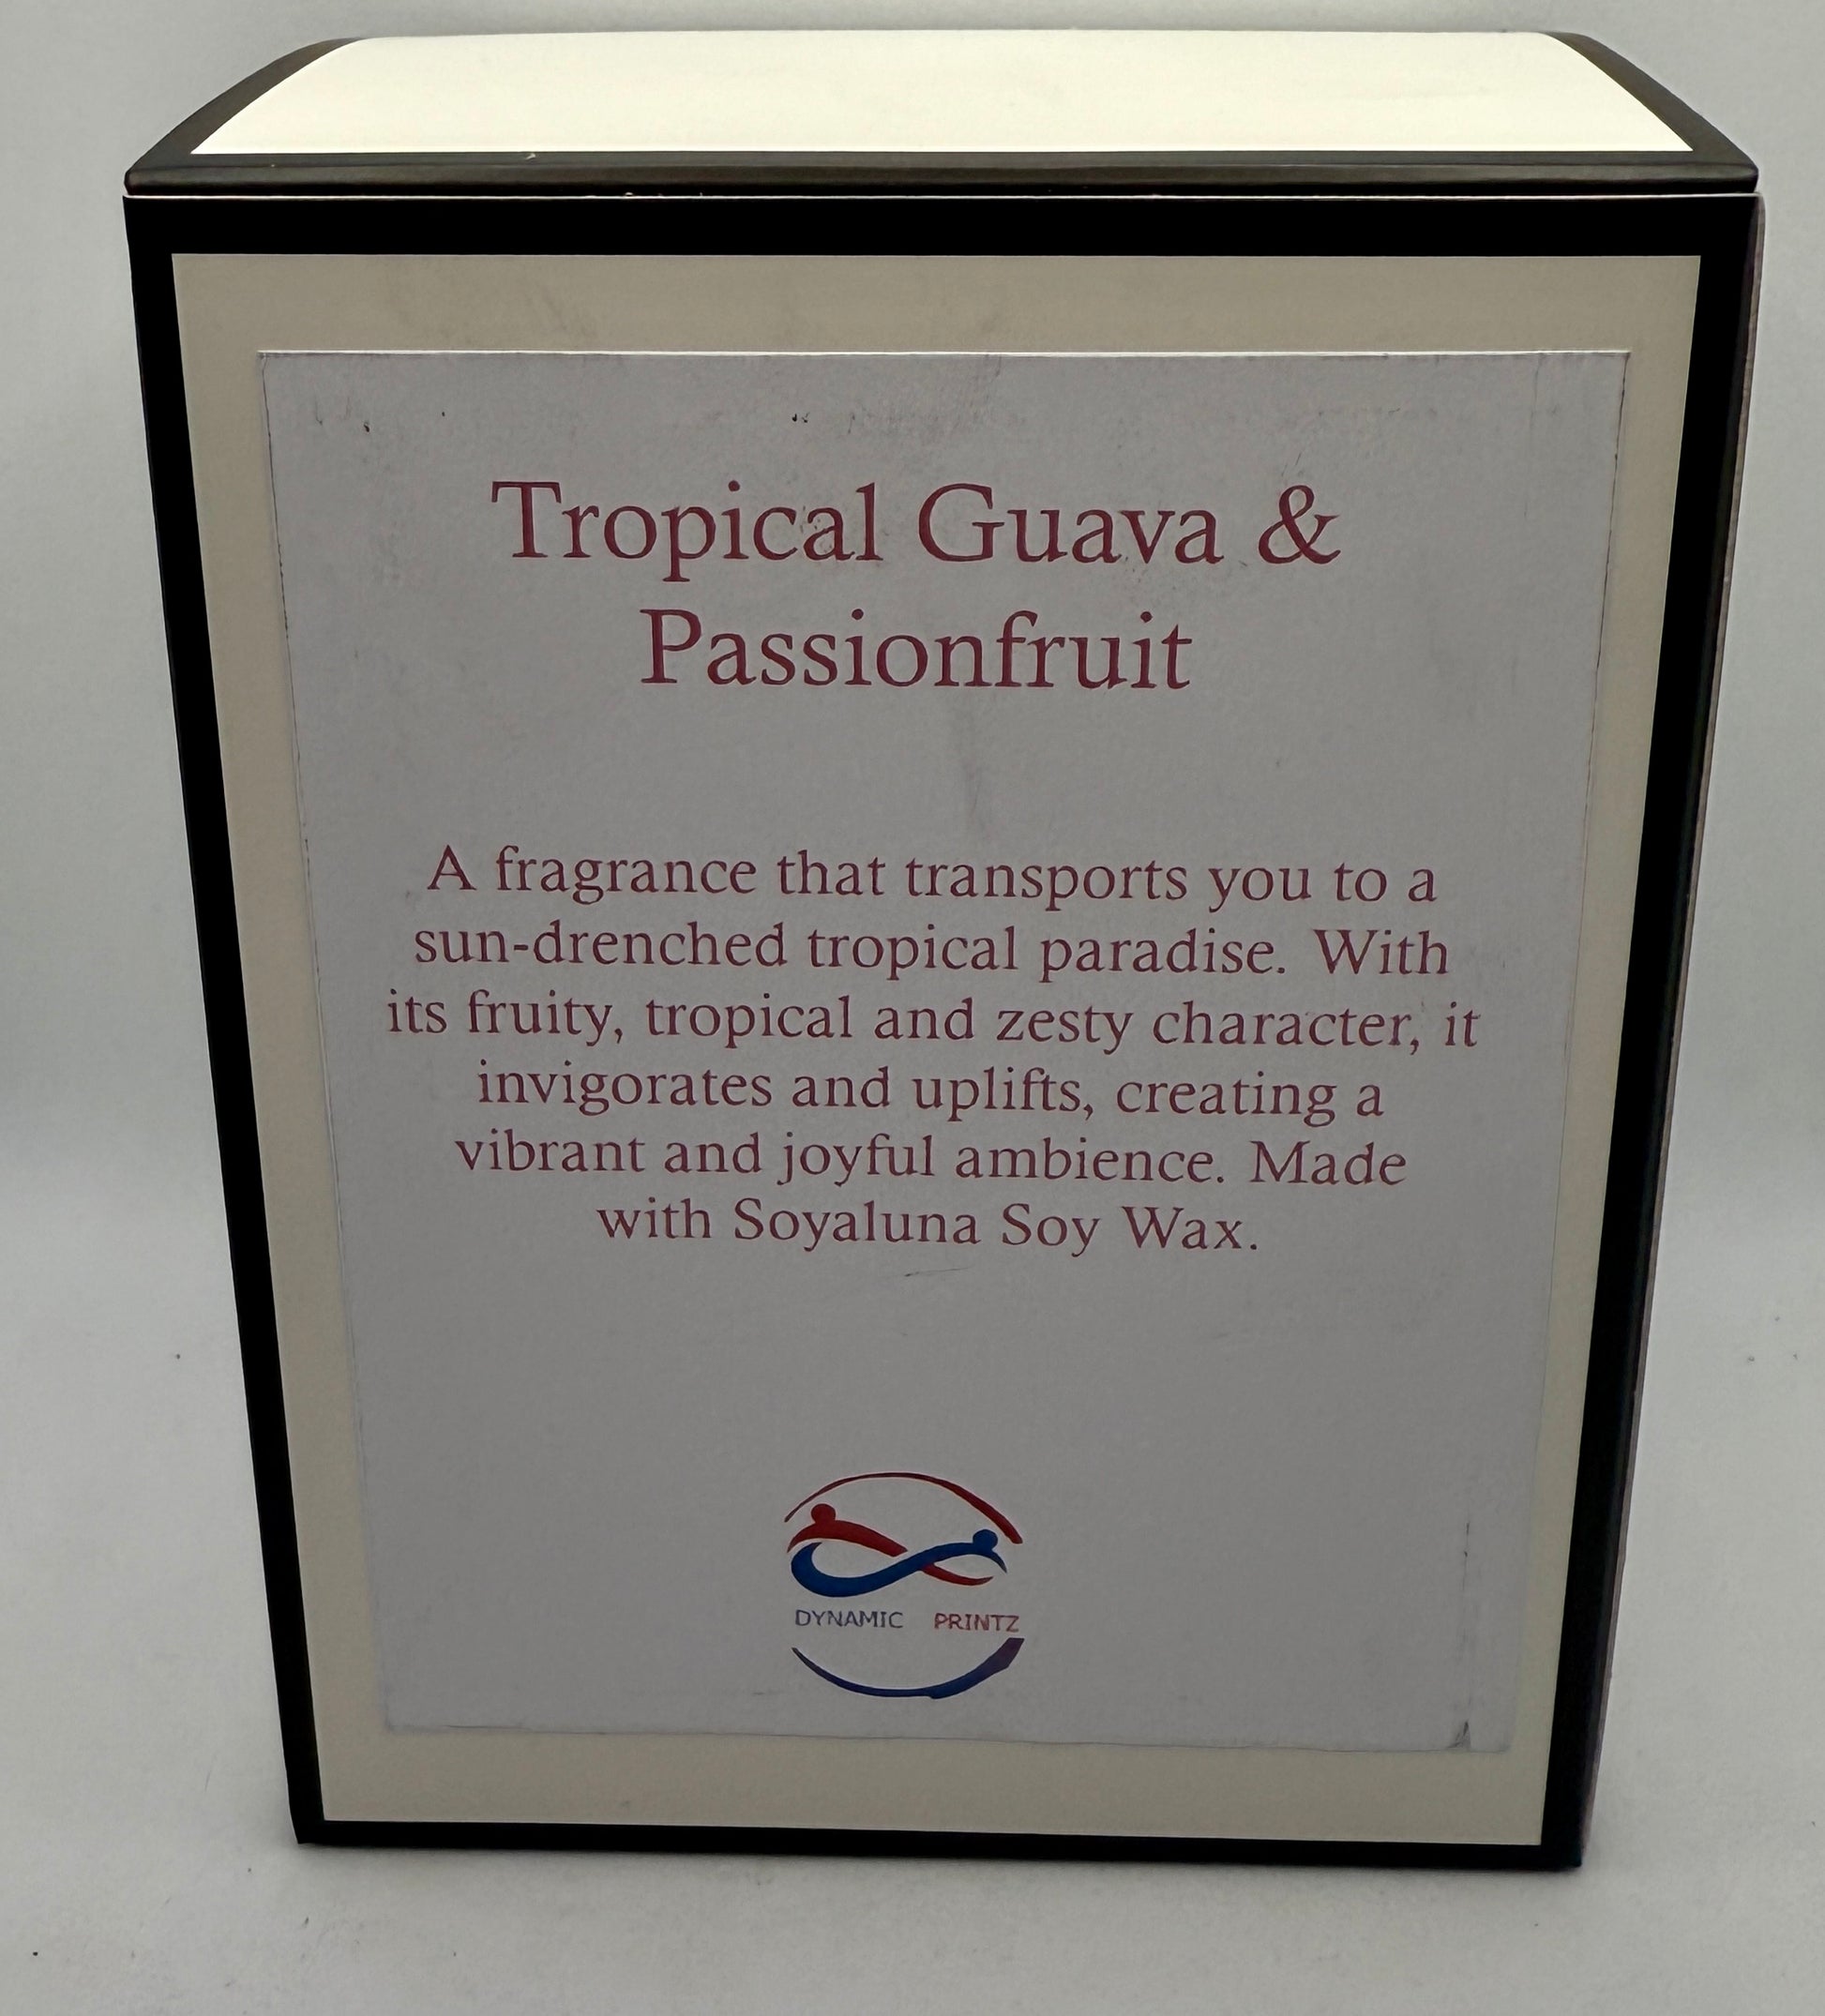 Tropical Guava &
Passionfruit
A fragrance that transports you to a
sun-drenched tropical paradise. With
its fruity, tropical and zesty character, it
invigorates and uplifts, creating a
vibrant and joyful ambience. Made
with Soyaluna Soy Wax.
DYNAMIC PRINTZ